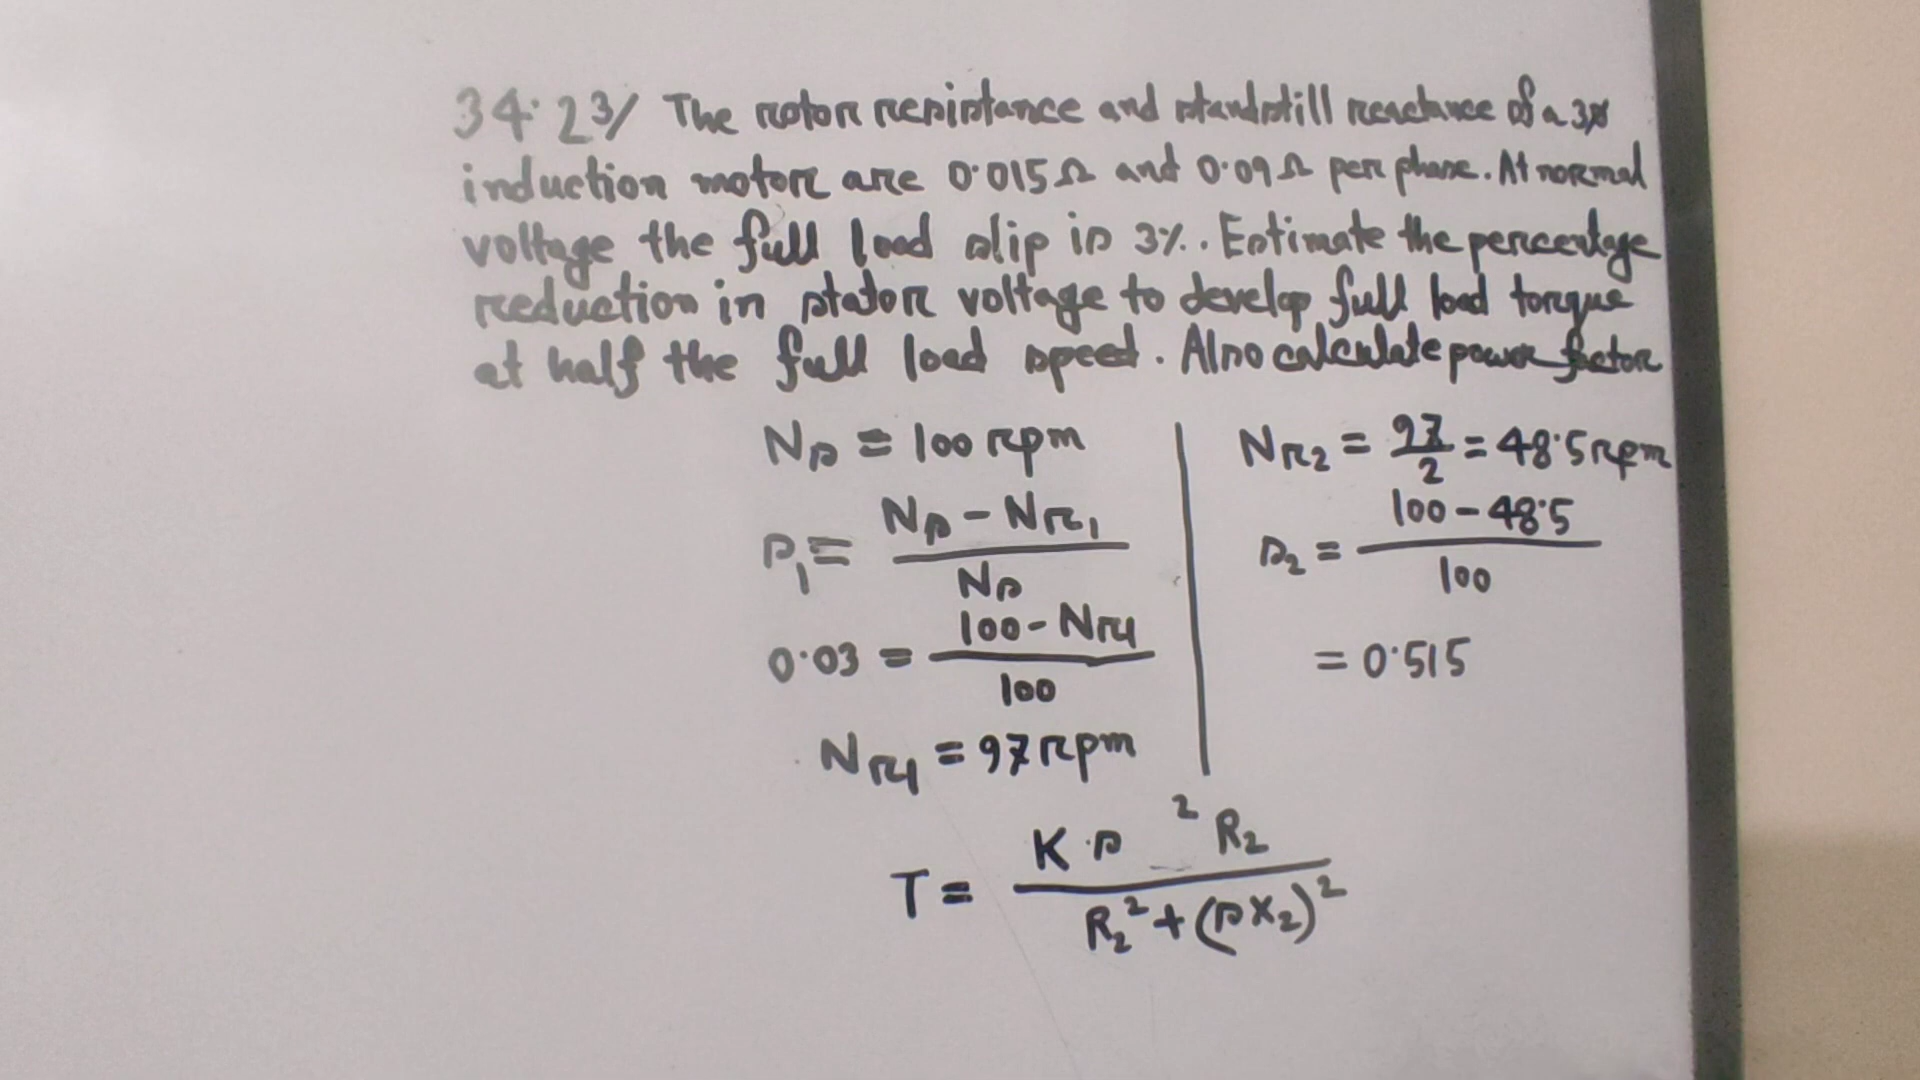 34.23/ The rotor resistance and standstill reactance of a 3φ
induction motor are 0.015Ω and 0.09Ω per phase. At normal
voltage the full load slip is 3%. Estimate the percentage
reduction in stator voltage to develop full load torque
at half the full load speed. Also calculate power factor
Ns = 100 rpm
s₁ = (Ns - Nr₁) / Ns
0.03 = (100 - Nr1) / 100
Nr1 = 97 rpm
Nr2 = 97/2 = 48.5 rpm
s₂ = (100 - 48.5) / 100
= 0.515
T = K.s ² R₂ / R₂² + (sX₂)²